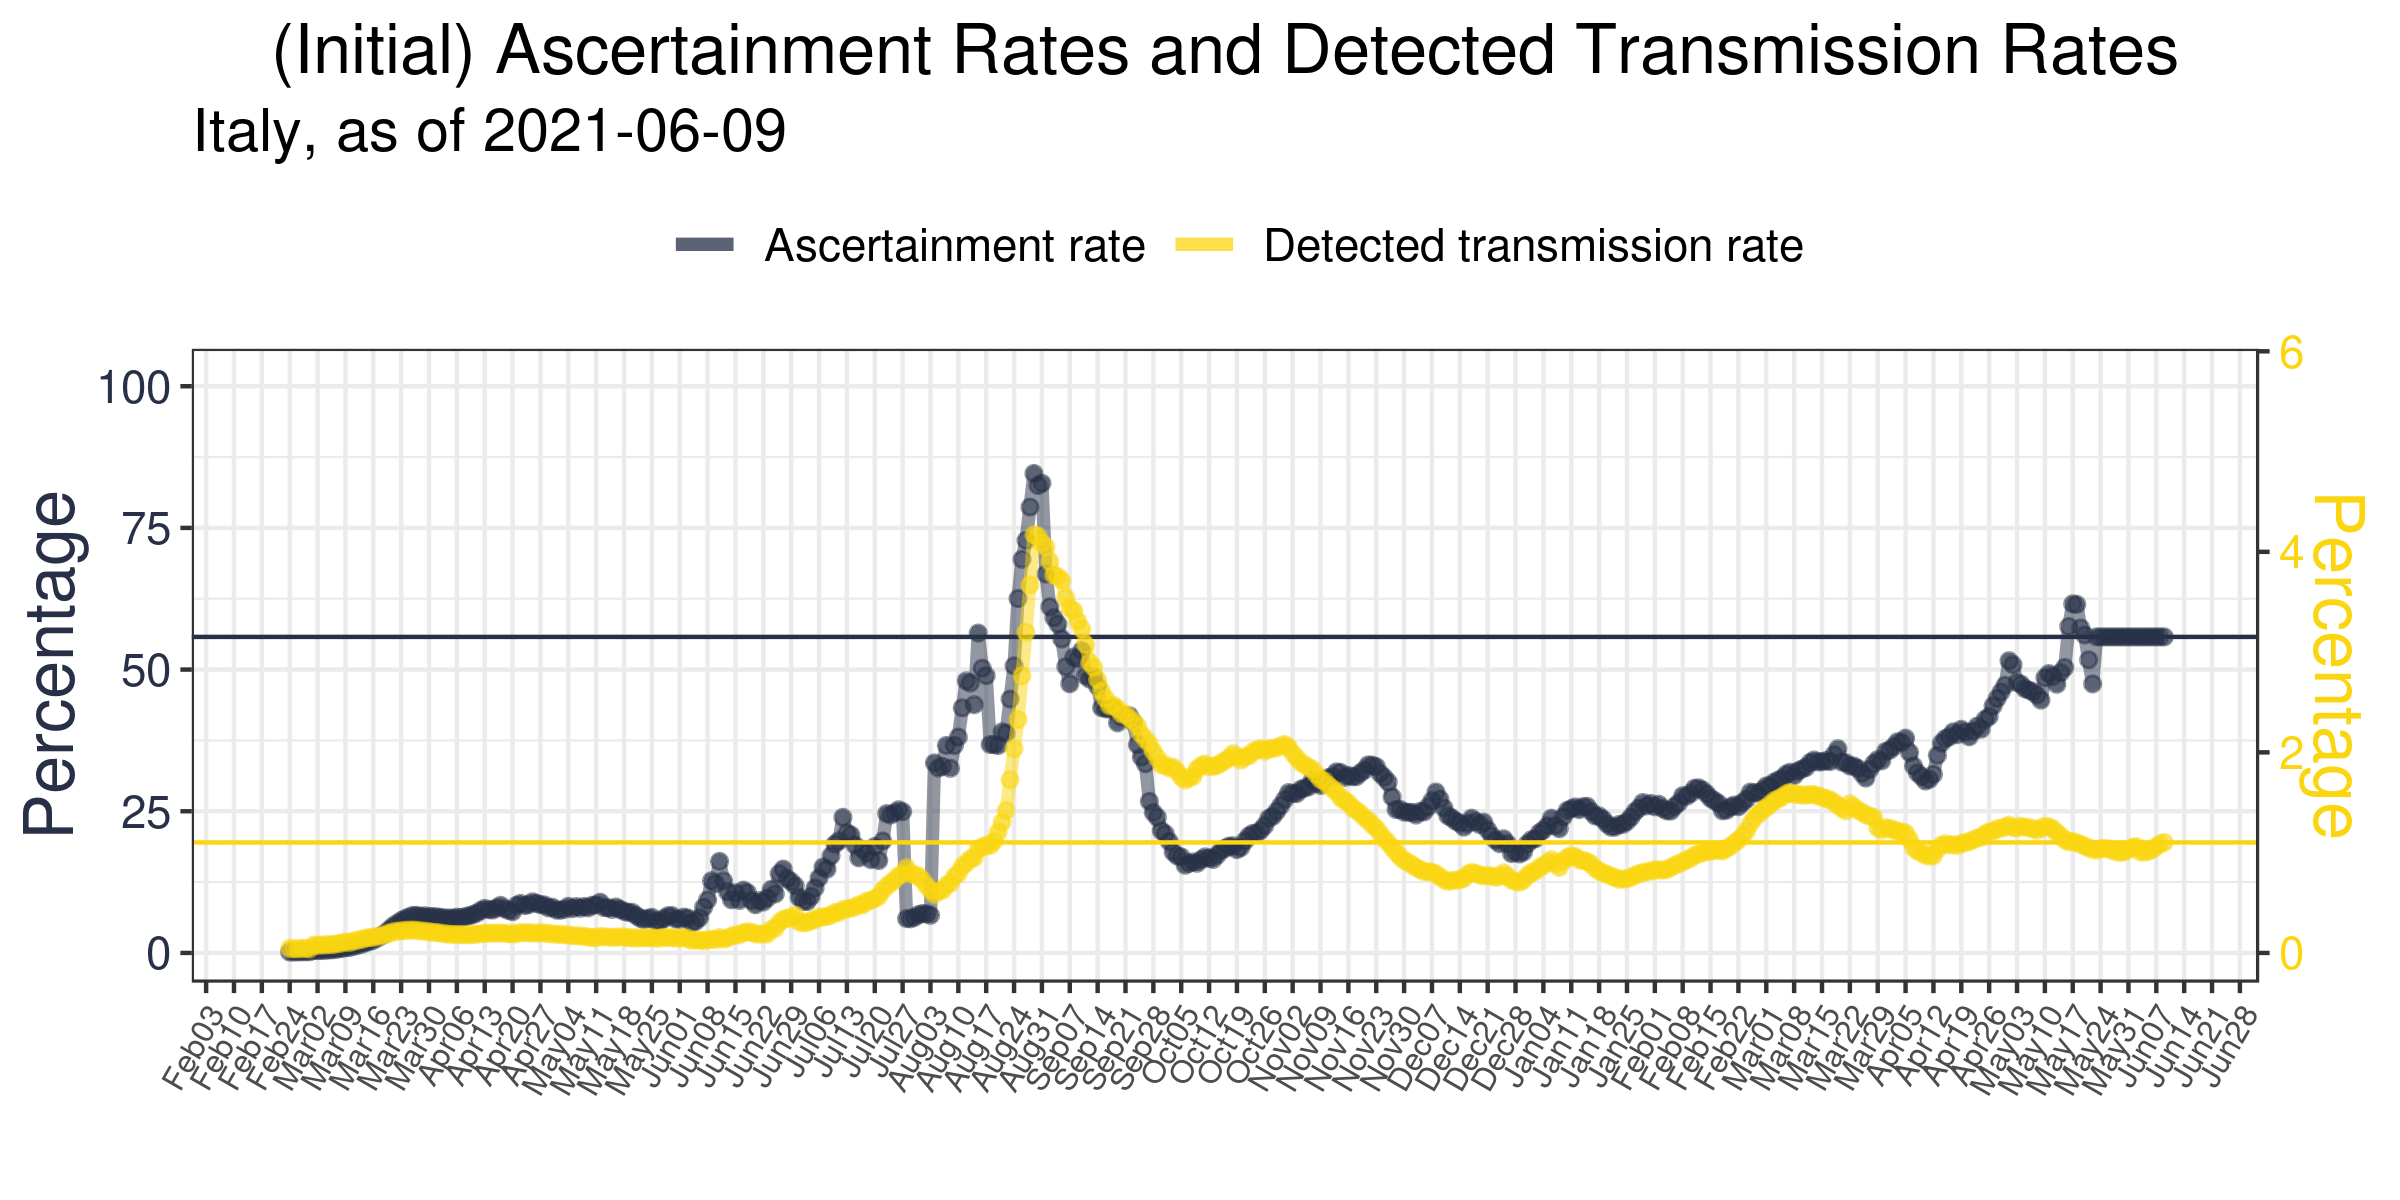 (Initial) Ascertainment Rates and Detected Transmission Rates
Italy, as of 2021-06-09
Ascertainment rate
Detected transmission rate
Percentage
100
75
50
25
0
6
4
2
0
Percentage
Feb03
Feb10
Feb17
Feb24
Mar02
Mar09
Mar16
Mar23
Mar30
Apr06
Apr13
Apr20
Apr27
May04
May11
May18
May25
Jun01
Jun08
Jun15
Jun22
Jun29
Jul06
Jul13
Jul20
Jul27
Aug03
Aug10
Aug17
Aug24
Aug31
Sep07
Sep14
Sep21
Sep28
Oct05
Oct12
Oct19
Oct26
Nov02
Nov09
Nov16
Nov23
Nov30
Dec07
Dec14
Dec21
Dec28
Jan04
Jan11
Jan18
Jan25
Feb01
Feb08
Feb15
Feb22
Mar01
Mar08
Mar15
Mar22
Mar29
Apr05
Apr12
Apr19
Apr26
May03
May10
May17
May24
May31
Jun07
Jun14
Jun21
Jun28